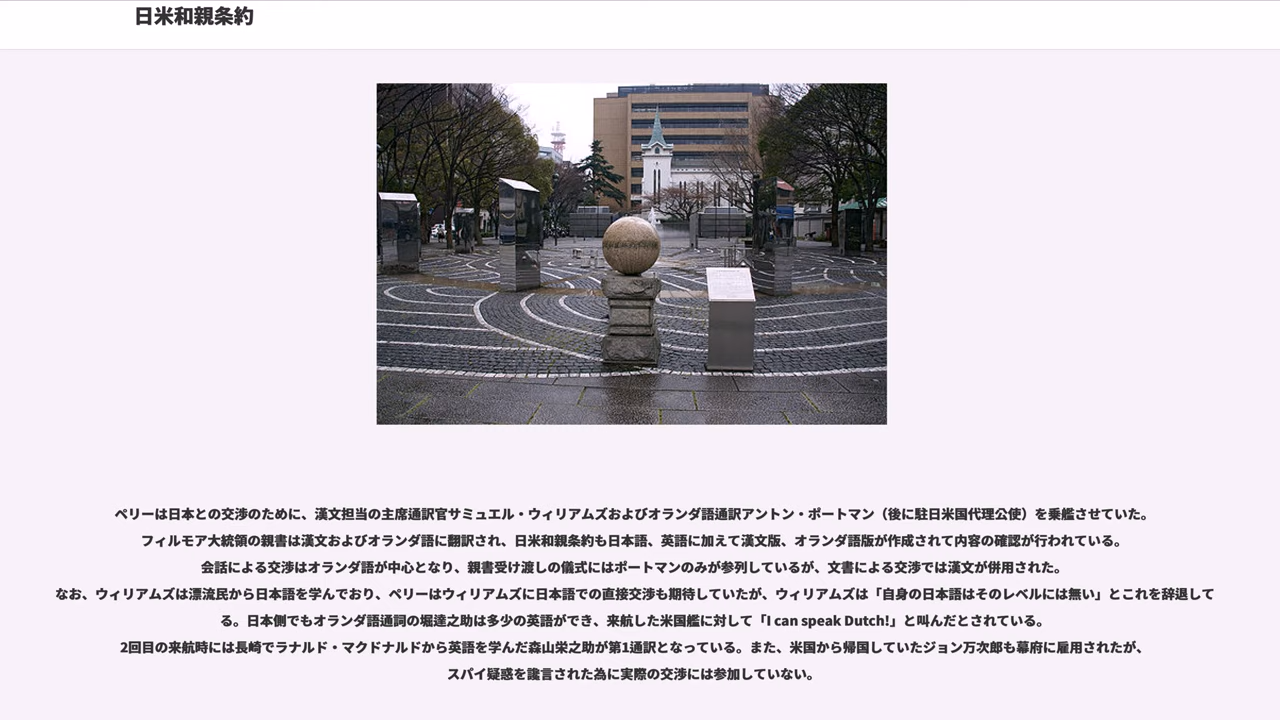 日米和親条約
ペリーは日本との交渉のために、漢文担当の主席通訳官サミュエル・ウィリアムズおよびオランダ語通訳アントン・ポートマン（後に駐日米国代理公使）を乗艦させていた。
フィルモア大統領の親書は漢文およびオランダ語に翻訳され、日米和親条約も日本語、英語に加えて漢文版、オランダ語版が作成されて内容の確認が行われている。
会話による交渉はオランダ語が中心となり、親書受け渡しの儀式にはポートマンのみが参列しているが、文書による交渉では漢文が併用された。
なお、ウィリアムズは漂流民から日本語を学んでおり、ペリーはウィリアムズに日本語での直接交渉も期待していたが、ウィリアムズは「自身の日本語はそのレベルには無い」とこれを辞退して
る。日本側でもオランダ語通詞の堀達之助は多少の英語ができ、来航した米国艦に対して「I can speak Dutch!」と叫んだとされている。
2回目の来航時には長崎でラナルド・マクドナルドから英語を学んだ森山栄之助が第1通訳となっている。また、米国から帰国していたジョン万次郎も幕府に雇用されたが、
スパイ疑惑を讒言された為に実際の交渉には参加していない。